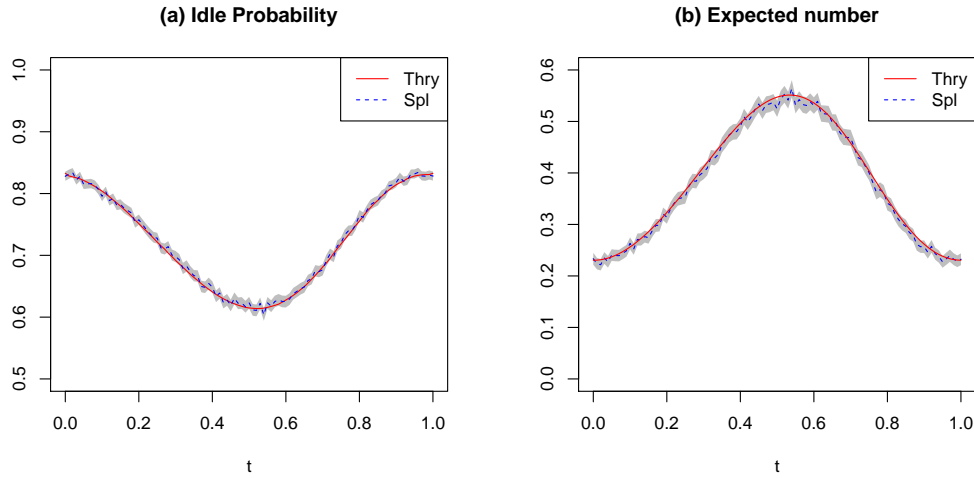 (a) Idle Probability
Thry
Spl
1.0
0.9
0.8
0.7
0.6
0.5
0.0 0.2 0.4 0.6 0.8 1.0
t
(b) Expected number
Thry
Spl
0.6
0.5
0.4
0.3
0.2
0.1
0.0
0.0 0.2 0.4 0.6 0.8 1.0
t